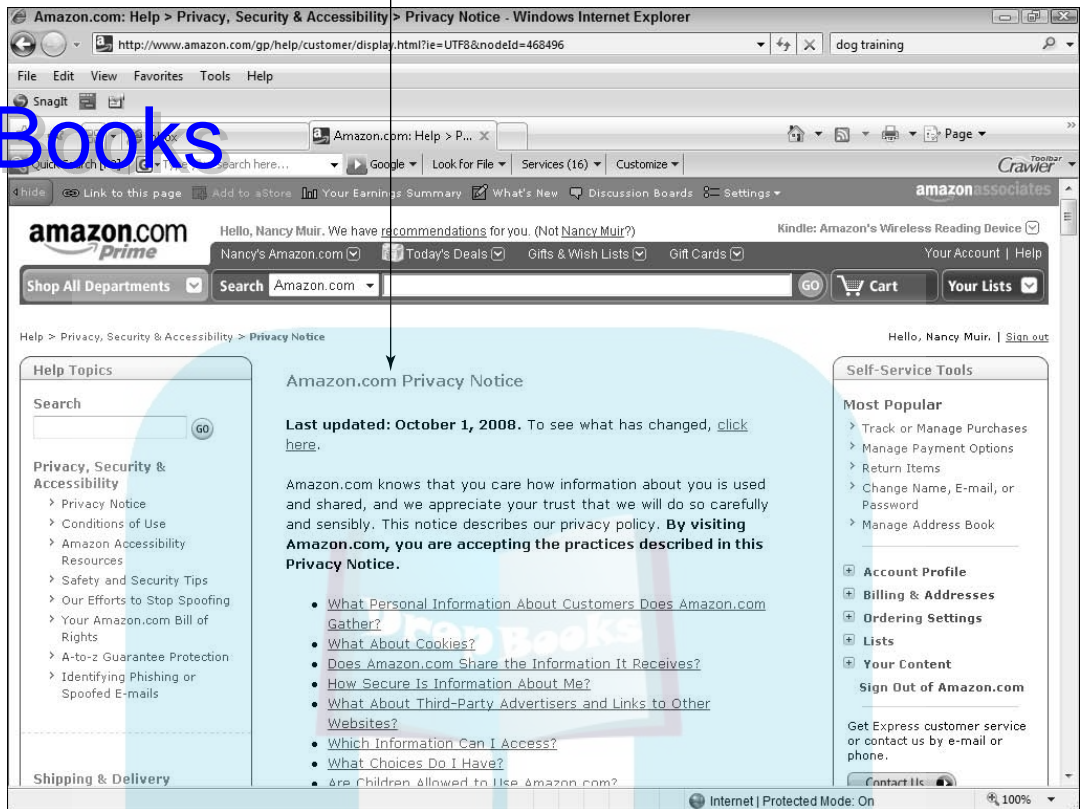 Amazon.com: Help > Privacy, Security & Accessibility > Privacy Notice - Windows Internet Explorer
http://www.amazon.com/gp/help/customer/display.html?ie=UTF8&nodeId=468496
dog training
File Edit View Favorites Tools Help
SnagIt
Books
Amazon.com: Help > P...
Page
Search here... Google Look for File Services (16) Customize
Crawler Toolbar
hide Link to this page Add to aStore Your Earnings Summary What's New Discussion Boards Settings
amazonassociates
amazon.com
Prime
Hello, Nancy Muir. We have recommendations for you. (Not Nancy Muir?)
Kindle: Amazon's Wireless Reading Device
Nancy's Amazon.com Today's Deals Gifts & Wish Lists Gift Cards
Your Account | Help
Shop All Departments Search Amazon.com GO Cart Your Lists
Help > Privacy, Security & Accessibility > Privacy Notice
Hello, Nancy Muir. | Sign out
Help Topics
Search
GO
Privacy, Security &
Accessibility
Privacy Notice
Conditions of Use
Amazon Accessibility
Resources
Safety and Security Tips
Our Efforts to Stop Spoofing
Your Amazon.com Bill of
Rights
A-to-z Guarantee Protection
Identifying Phishing or
Spoofed E-mails
Shipping & Delivery
Amazon.com Privacy Notice
Last updated: October 1, 2008. To see what has changed, click
here.
Amazon.com knows that you care how information about you is used
and shared, and we appreciate your trust that we will do so carefully
and sensibly. This notice describes our privacy policy. By visiting
Amazon.com, you are accepting the practices described in this
Privacy Notice.
What Personal Information About Customers Does Amazon.com
Gather?
What About Cookies?
Does Amazon.com Share the Information It Receives?
How Secure Is Information About Me?
What About Third-Party Advertisers and Links to Other
Websites?
Which Information Can I Access?
What Choices Do I Have?
Are Children Allowed to Use Amazon.com?
Drop Books
Self-Service Tools
Most Popular
Track or Manage Purchases
Manage Payment Options
Return Items
Change Name, E-mail, or
Password
Manage Address Book
Account Profile
Billing & Addresses
Ordering Settings
Lists
Your Content
Sign Out of Amazon.com
Get Express customer service
or contact us by e-mail or
phone.
Contact Us
Internet | Protected Mode: On
100%